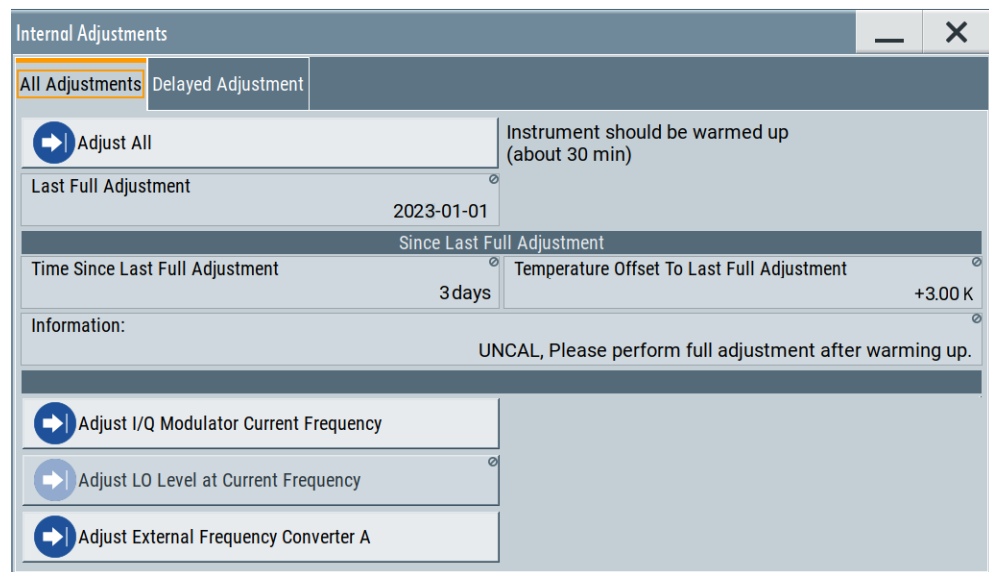 Internal Adjustments
All Adjustments Delayed Adjustment
Adjust All
Instrument should be warmed up
(about 30 min)
Last Full Adjustment
2023-01-01
Since Last Full Adjustment
Time Since Last Full Adjustment
3 days
Temperature Offset To Last Full Adjustment
+3.00 K
Information:
UNCAL, Please perform full adjustment after warming up.
Adjust I/Q Modulator Current Frequency
Adjust LO Level at Current Frequency
Adjust External Frequency Converter A